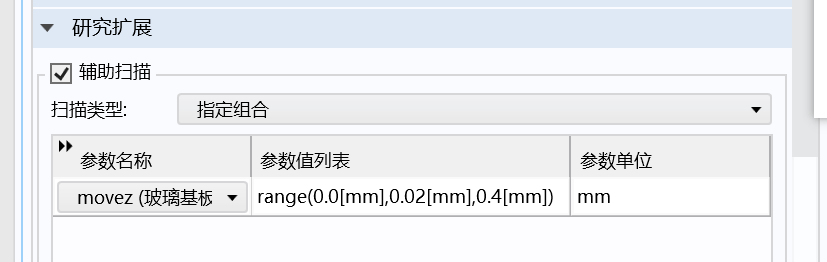 研究扩展
辅助扫描
扫描类型: 指定组合
参数名称 参数值列表 参数单位
movez (玻璃基板 range(0.0[mm],0.02[mm],0.4[mm]) mm